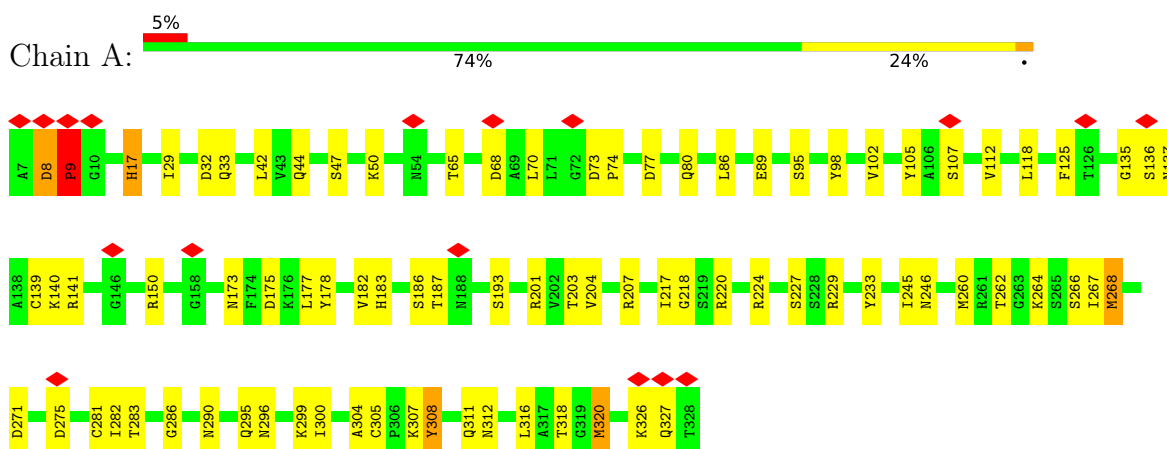 5%
Chain A:
74% 24% •
A7 D8 P9 G10 H17 I29 D32 Q33 L42 V43 Q44 S47 K50 N54 T65 D68 A69 L70 L71 G72 D73 P74 D77 Q80 L86 E89 S95 Y98 V102 Y105 A106 S107 V112 L118 F125 T126 G135 S136 N137
A138 C139 K140 R141 G146 R150 G158 N173 F174 D175 K176 L177 Y178 V182 H183 S186 T187 N188 S193 R201 V202 T203 V204 R207 I217 G218 S219 R220 R224 S227 S228 R229 Y233 I245 N246 M260 R261 T262 G263 K264 S265 S266 I267 M268
D271 D275 C281 I282 T283 G286 N290 Q295 N296 K299 I300 A304 C305 P306 K307 Y308 Q311 N312 L316 A317 T318 G319 M320 K326 Q327 T328